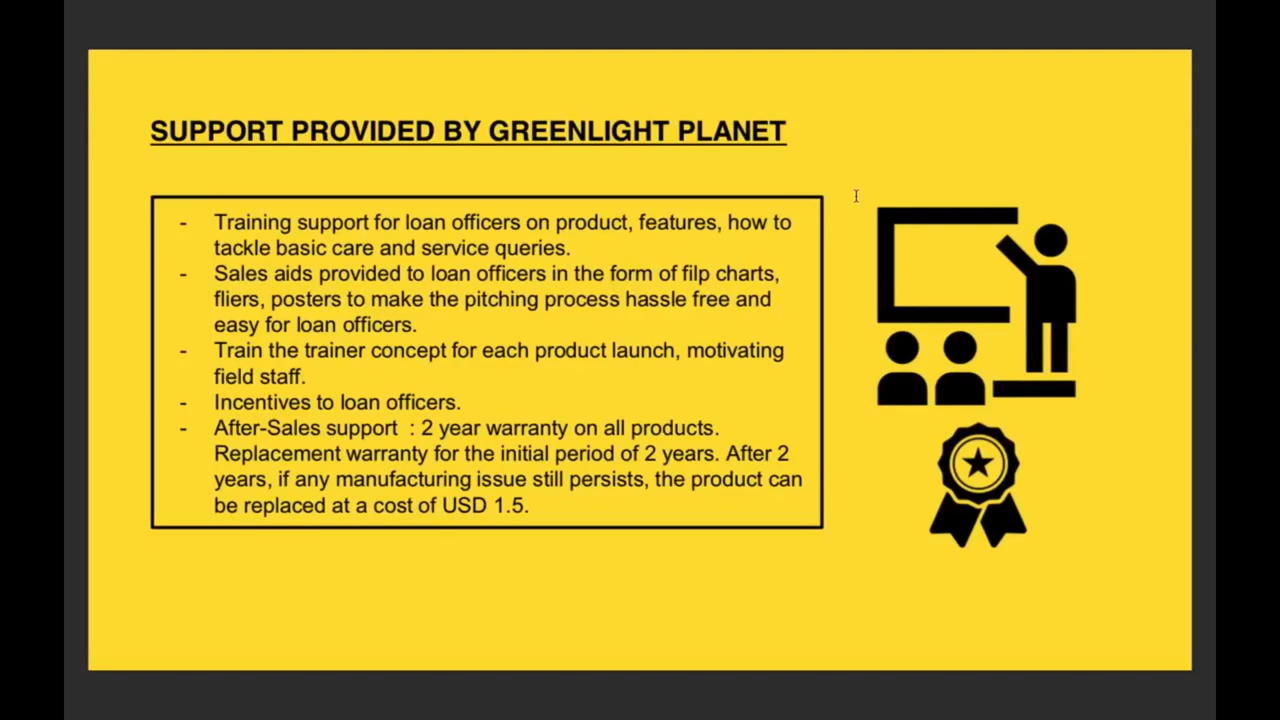 SUPPORT PROVIDED BY GREENLIGHT PLANET
- Training support for loan officers on product, features, how to
tackle basic care and service queries.
- Sales aids provided to loan officers in the form of filp charts,
fliers, posters to make the pitching process hassle free and
easy for loan officers.
- Train the trainer concept for each product launch, motivating
field staff.
- Incentives to loan officers.
- After-Sales support  : 2 year warranty on all products.
Replacement warranty for the initial period of 2 years. After 2
years, if any manufacturing issue still persists, the product can
be replaced at a cost of USD 1.5.